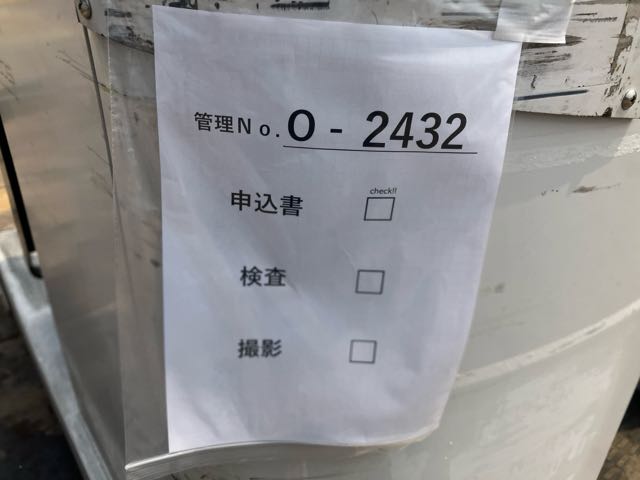 管理No. O - 2432
check!!
申込書 □
検査 □
撮影 □